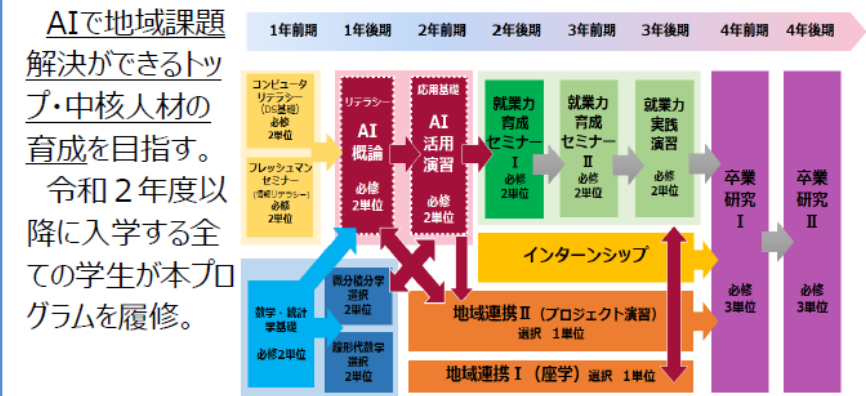 AIで地域課題
解決ができるトッ
プ・中核人材の
育成を目指す。
令和２年度以
降に入学する全
ての学生が本プロ
グラムを履修。
1年前期
1年後期
2年前期
2年後期
3年前期
3年後期
4年前期
4年後期
コンピュータ
リテラシー
(DS基礎)
必修
2単位
フレッシュマン
セミナー
(情報リテラシー)
必修
2単位
リテラシー
AI
概論
必修
2単位
応用基礎
AI
活用
演習
必修
2単位
就業力
育成
セミナー
Ⅰ
必修
2単位
就業力
育成
セミナー
Ⅱ
必修
2単位
就業力
実践
演習
必修
2単位
卒業
研究
Ⅰ
必修
3単位
卒業
研究
Ⅱ
必修
3単位
インターンシップ
数学・統計
学基礎
必修2単位
微分積分学
選択
2単位
線形代数学
選択
2単位
地域連携Ⅱ（プロジェクト演習）
選択 1単位
地域連携Ⅰ（座学）選択 1単位